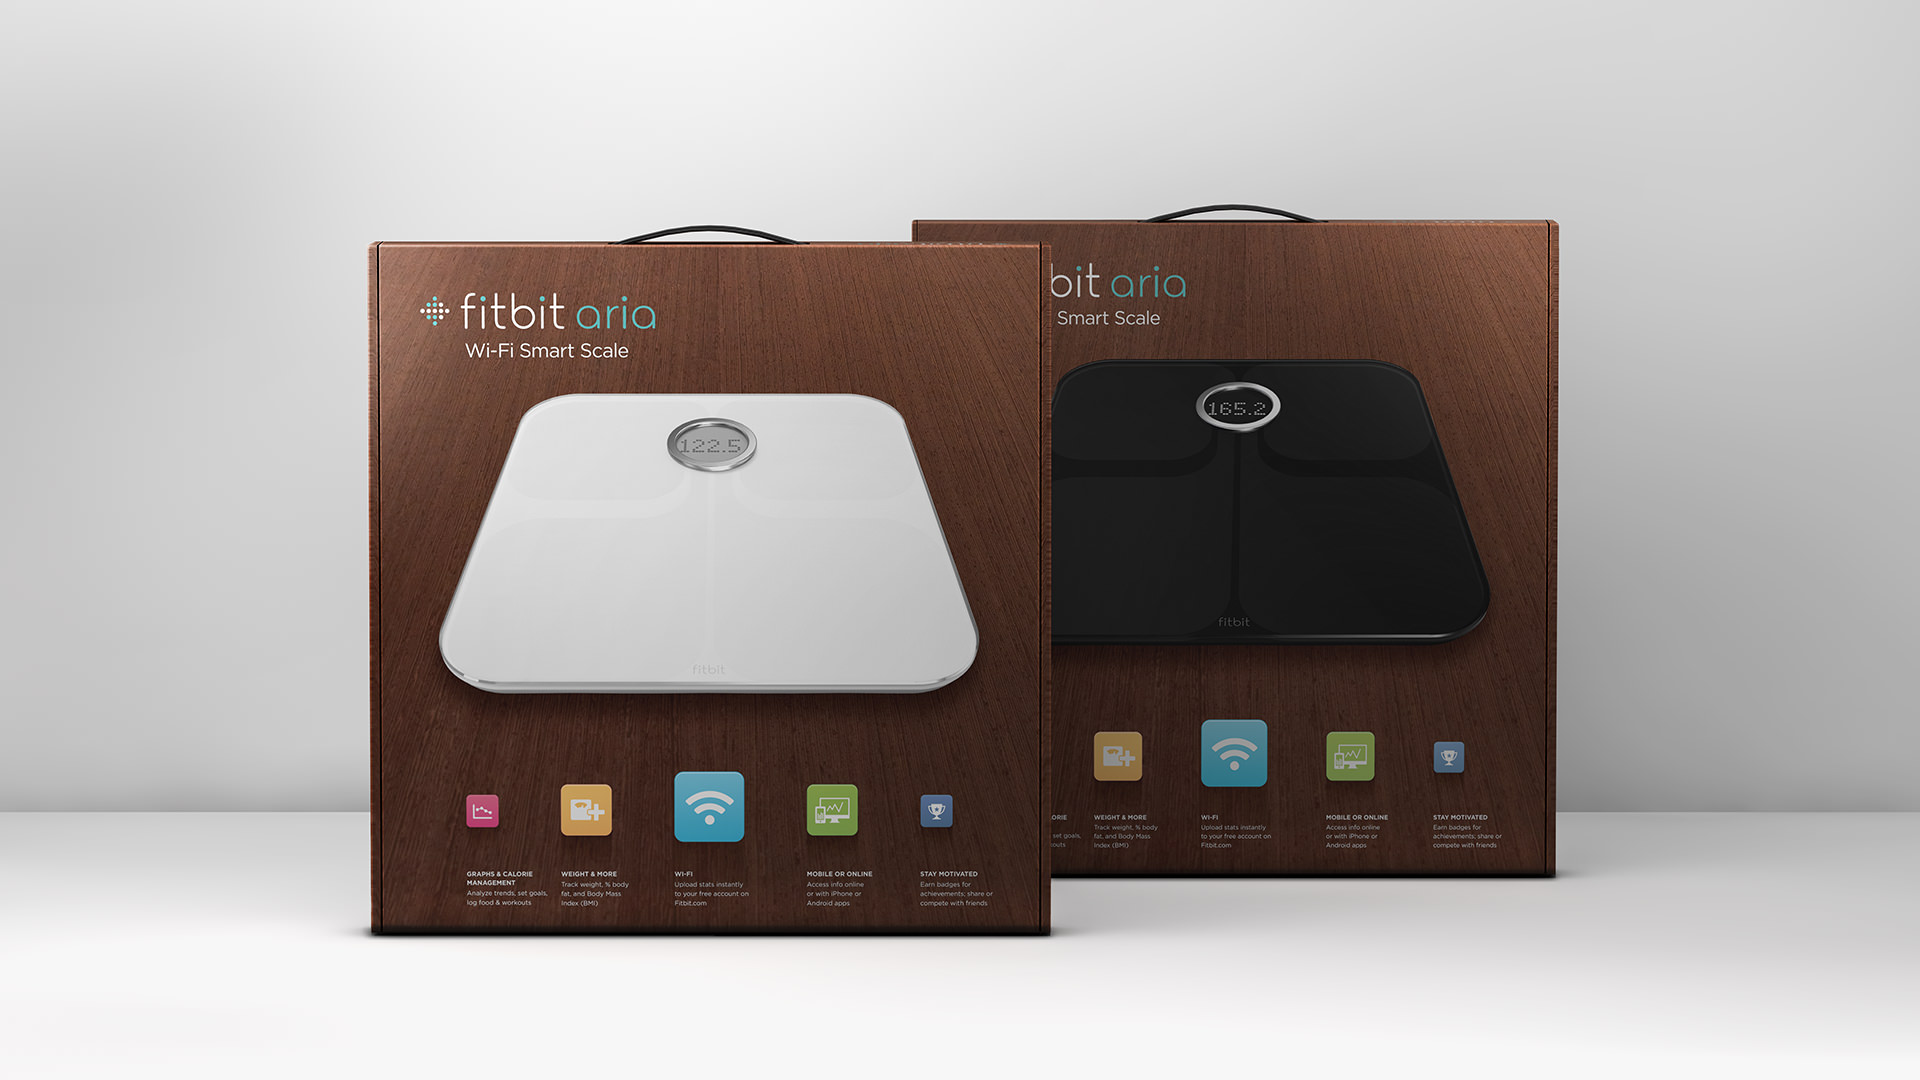 fitbit aria
Wi-Fi Smart Scale
122.5
fitbit
GRAPHS & CALORIE
MANAGEMENT
Analyze trends, set goals,
log food & workouts
WEIGHT & MORE
Track weight, % body
fat, and Body Mass
Index (BMI)
WI-FI
Upload stats instantly
to your free account on
Fitbit.com
MOBILE OR ONLINE
Access info online
or with iPhone or
Android apps
STAY MOTIVATED
Earn badges for
achievements; share or
compete with friends
bit aria
Smart Scale
165.2
fitbit
ORIE
set goals,
outs
WEIGHT & MORE
Track weight, % body
fat, and Body Mass
Index (BMI)
WI-FI
Upload stats instantly
to your free account on
Fitbit.com
MOBILE OR ONLINE
Access info online
or with iPhone or
Android apps
STAY MOTIVATED
Earn badges for
achievements; share or
compete with friends